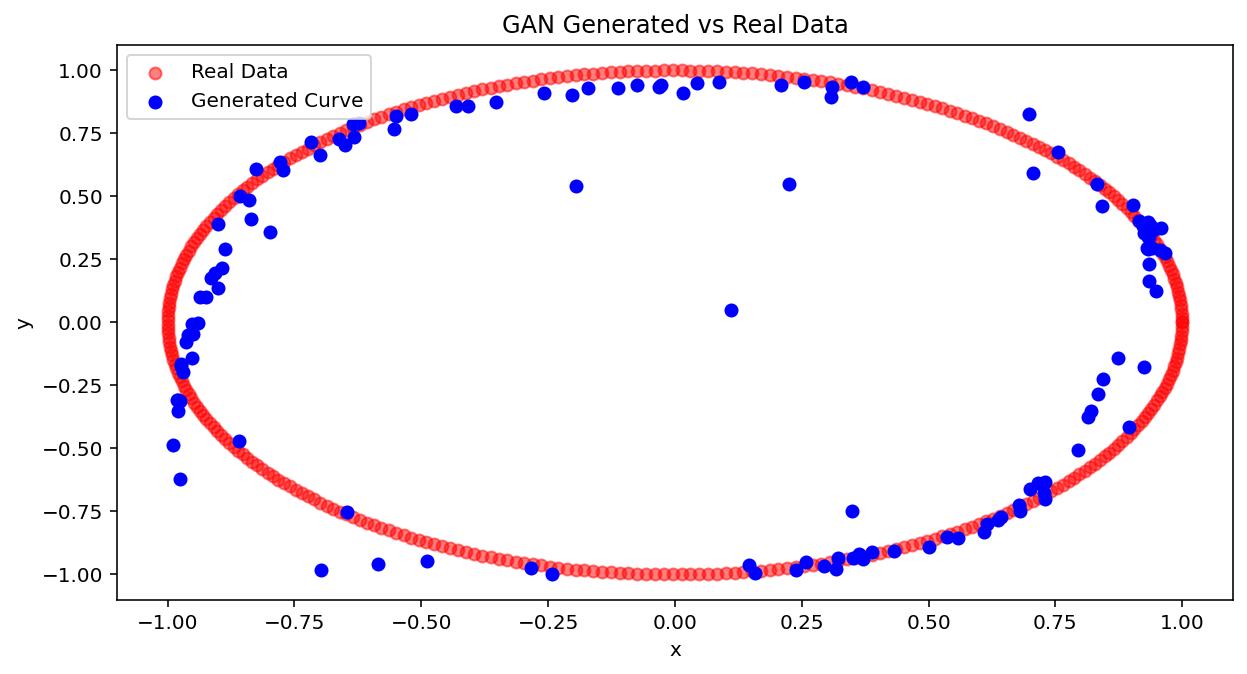 GAN Generated vs Real Data
Real Data
Generated Curve
1.00
0.75
0.50
0.25
0.00
−0.25
−0.50
−0.75
−1.00
y
−1.00 −0.75 −0.50 −0.25 0.00 0.25 0.50 0.75 1.00
x